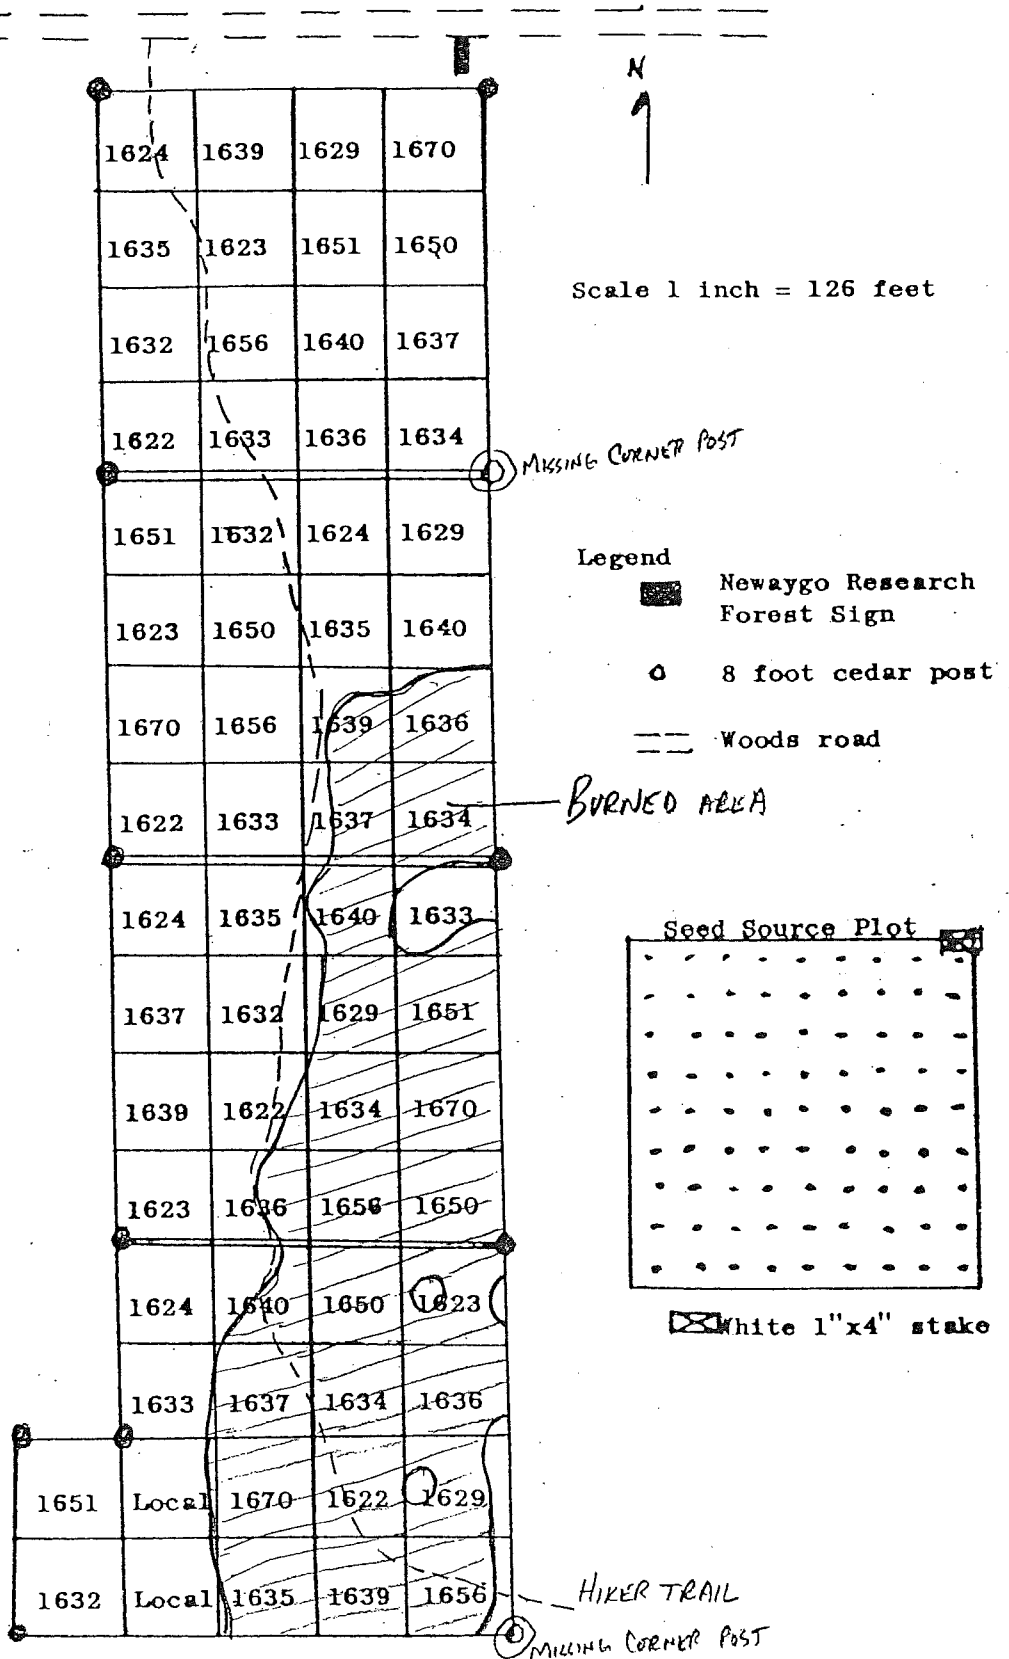 N
1624 1639 1629 1670
1635 1623 1651 1650
Scale 1 inch = 126 feet
1632 1656 1640 1637
1622 1633 1636 1634
MISSING CORNER POST
1651 1632 1624 1629
Legend
Newaygo Research
Forest Sign
1623 1650 1635 1640
8 foot cedar post
1670 1656 1639 1636
Woods road
BURNED AREA
1622 1633 1637 1634
1624 1635 1640 1633
Seed Source Plot
1637 1632 1629 1651
1639 1622 1634 1670
1623 1636 1656 1650
1624 1640 1650 1623
White 1"x4" stake
1633 1637 1634 1636
1651 Local 1670 1622 1629
1632 Local 1635 1639 1656
HIKER TRAIL
MISSING CORNER POST